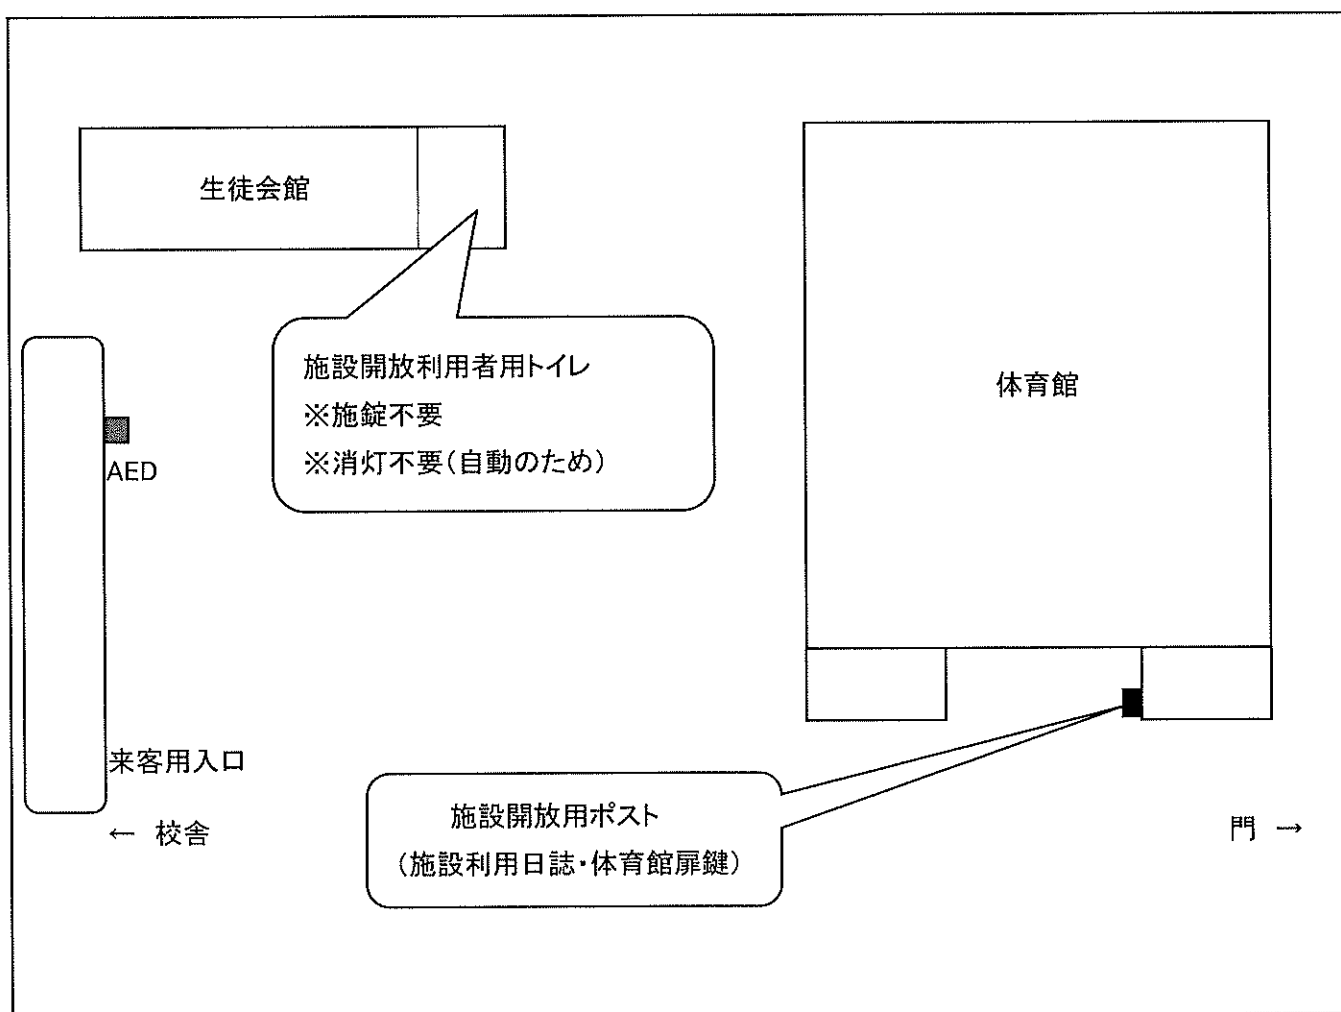 生徒会館
施設開放利用者用トイレ
※施錠不要
※消灯不要(自動のため)
体育館
AED
来客用入口
← 校舎
施設開放用ポスト
(施設利用日誌・体育館扉鍵)
門 →